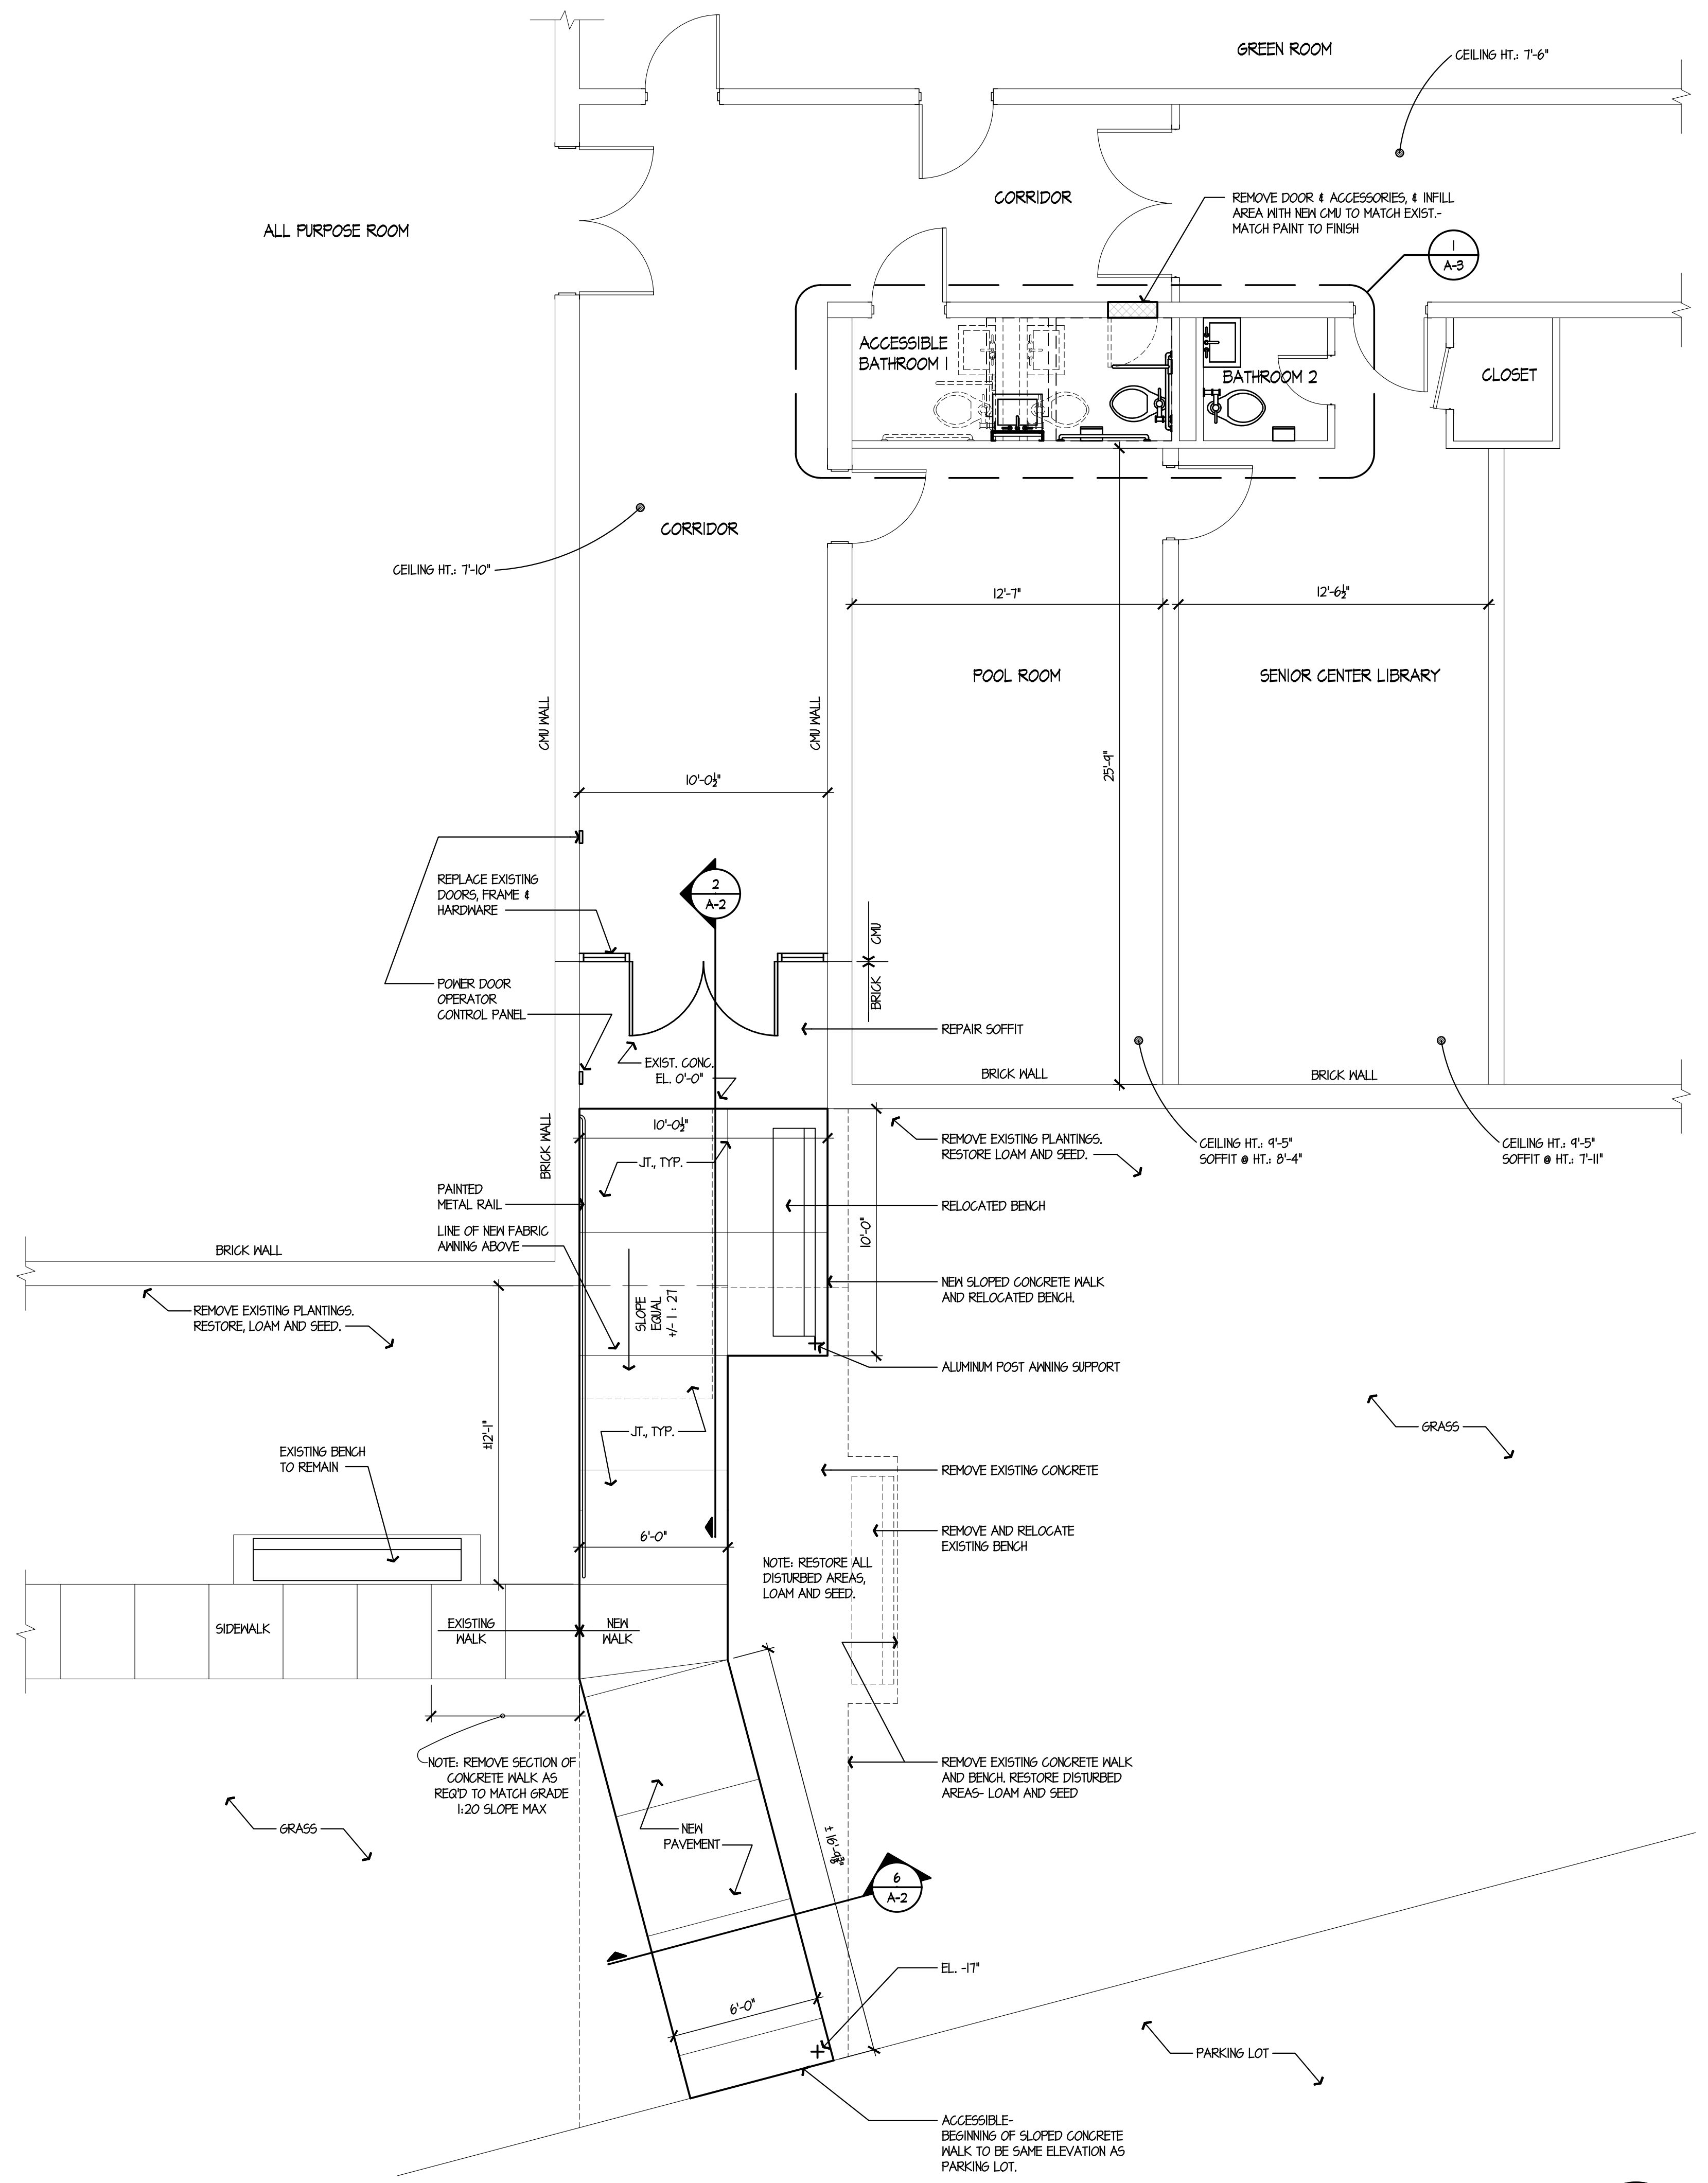 GREEN ROOM
CEILING HT.: 7'-6"
ALL PURPOSE ROOM
CORRIDOR
REMOVE DOOR & ACCESSORIES, & INFILL
AREA WITH NEW CMU TO MATCH EXIST.-
MATCH PAINT TO FINISH
1
A-3
ACCESSIBLE
BATHROOM 1
BATHROOM 2
CLOSET
CORRIDOR
CEILING HT.: 7'-10"
12'-7"
12'-6½"
POOL ROOM
SENIOR CENTER LIBRARY
CMU WALL
CMU WALL
25'-9"
10'-0½"
REPLACE EXISTING
DOORS, FRAME &
HARDWARE
2
A-2
CMU
BRICK
POWER DOOR
OPERATOR
CONTROL PANEL
REPAIR SOFFIT
EXIST. CONC.
EL. 0'-0"
BRICK WALL
BRICK WALL
BRICK WALL
10'-0½"
REMOVE EXISTING PLANTINGS.
RESTORE LOAM AND SEED.
CEILING HT.: 9'-5"
SOFFIT @ HT.: 8'-4"
CEILING HT.: 9'-5"
SOFFIT @ HT.: 7'-11"
JT., TYP.
PAINTED
METAL RAIL
RELOCATED BENCH
LINE OF NEW FABRIC
AWNING ABOVE
10'-0"
BRICK WALL
NEW SLOPED CONCRETE WALK
AND RELOCATED BENCH.
SLOPE
EQUAL
+/- 1 : 27
REMOVE EXISTING PLANTINGS.
RESTORE, LOAM AND SEED.
ALUMINUM POST AWNING SUPPORT
±12'-1"
JT., TYP.
GRASS
EXISTING BENCH
TO REMAIN
REMOVE EXISTING CONCRETE
6'-0"
REMOVE AND RELOCATE
EXISTING BENCH
NOTE: RESTORE ALL
DISTURBED AREAS,
LOAM AND SEED.
SIDEWALK
EXISTING
WALK
NEW
WALK
NOTE: REMOVE SECTION OF
CONCRETE WALK AS
REQ'D TO MATCH GRADE
1:20 SLOPE MAX
REMOVE EXISTING CONCRETE WALK
AND BENCH. RESTORE DISTURBED
AREAS- LOAM AND SEED
GRASS
NEW
PAVEMENT
± 16'-9⅜"
6
A-2
EL. -17"
6'-0"
PARKING LOT
ACCESSIBLE-
BEGINNING OF SLOPED CONCRETE
WALK TO BE SAME ELEVATION AS
PARKING LOT.